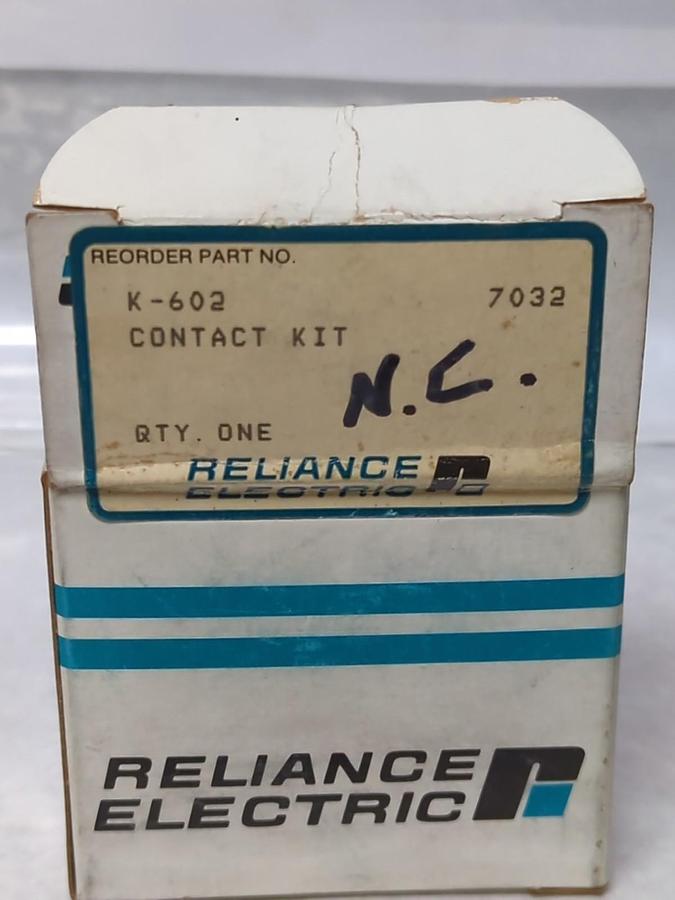 REORDER PART NO.
K-602 7032
CONTACT KIT
N.C.
QTY. ONE
RELIANCE
ELECTRIC
RELIANCE
ELECTRIC